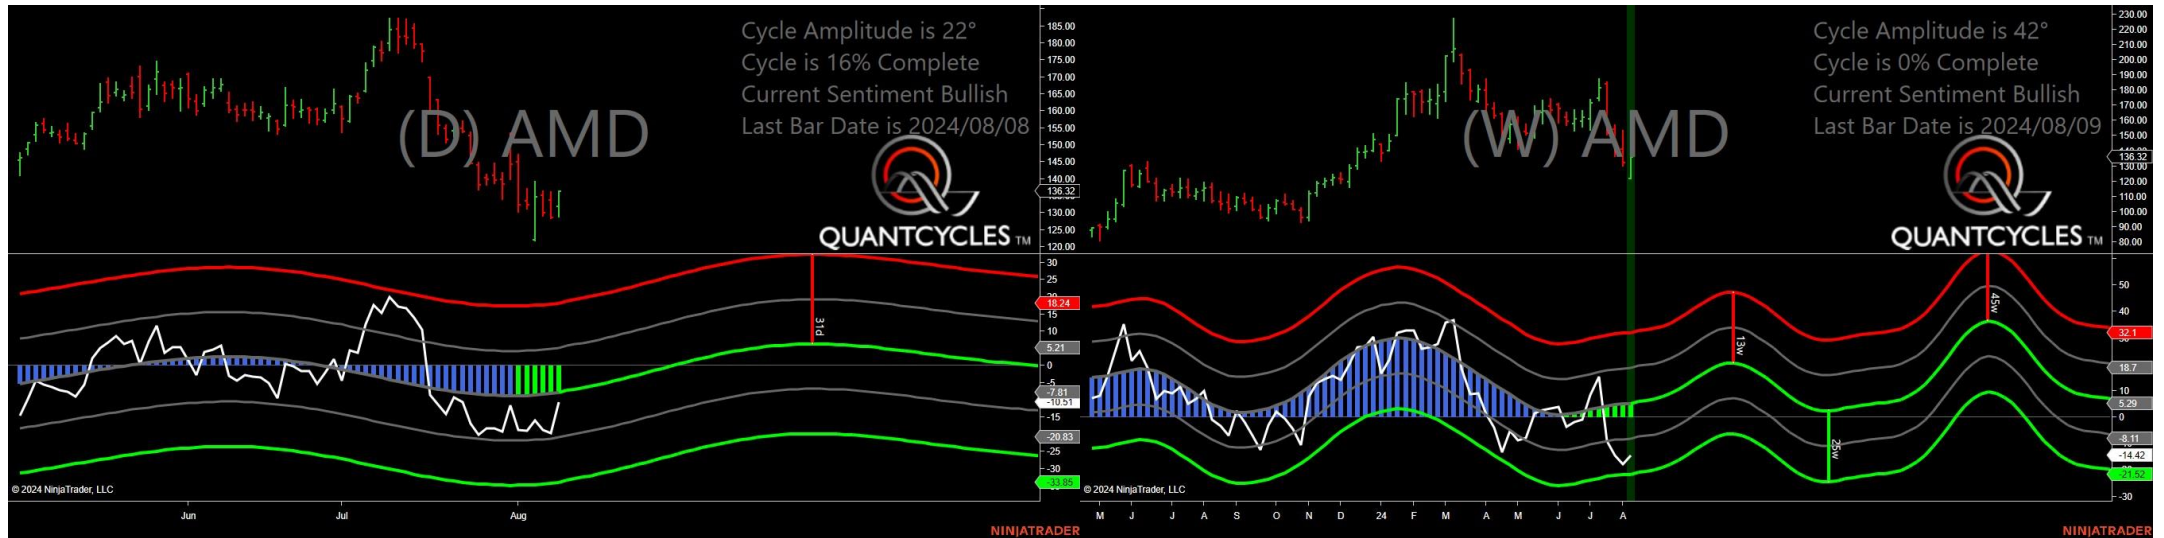 Cycle Amplitude is 22°
Cycle is 16% Complete
Current Sentiment Bullish
Last Bar Date is 2024/08/08
(D) AMD
QUANTCYCLES TM
185.00
180.00
175.00
170.00
165.00
160.00
155.00
150.00
145.00
140.00
136.32
130.00
125.00
120.00
30
25
20
18.24
15
10
5.21
0
-5
-7.81
-10.51
-15
-20.83
-25
-30
-33.85
31d
© 2024 NinjaTrader, LLC
Jun Jul Aug
NINJATRADER
Cycle Amplitude is 42°
Cycle is 0% Complete
Current Sentiment Bullish
Last Bar Date is 2024/08/09
(W) AMD
QUANTCYCLES TM
230.00
220.00
210.00
200.00
190.00
180.00
170.00
160.00
150.00
140.00
136.32
130.00
120.00
110.00
100.00
90.00
80.00
50
40
32.1
18.7
10
5.29
0
-8.11
-14.42
-21.52
-30
13w
25w
45w
© 2024 NinjaTrader, LLC
M J J A S O N D 24 F M A M J J A
NINJATRADER